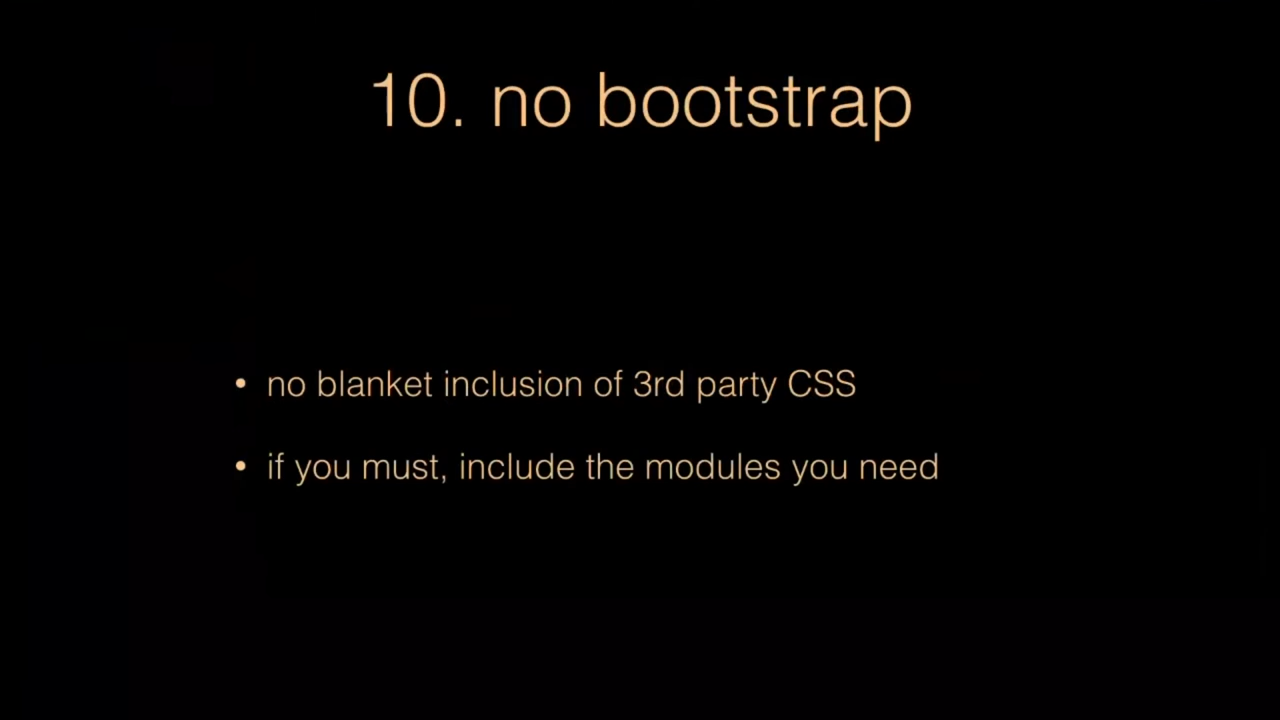 10. no bootstrap
• no blanket inclusion of 3rd party CSS
• if you must, include the modules you need